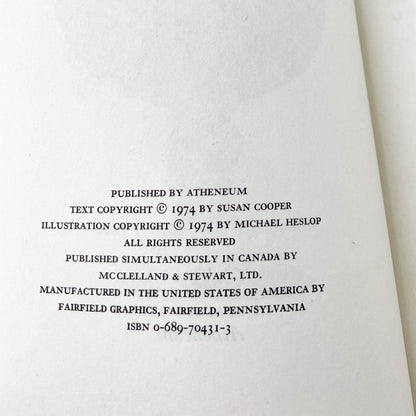 PUBLISHED BY ATHENEUM
TEXT COPYRIGHT © 1974 BY SUSAN COOPER
ILLUSTRATION COPYRIGHT © 1974 BY MICHAEL HESLOP
ALL RIGHTS RESERVED
PUBLISHED SIMULTANEOUSLY IN CANADA BY
MCCLELLAND & STEWART, LTD.
MANUFACTURED IN THE UNITED STATES OF AMERICA BY
FAIRFIELD GRAPHICS, FAIRFIELD, PENNSYLVANIA
ISBN 0-689-70431-3